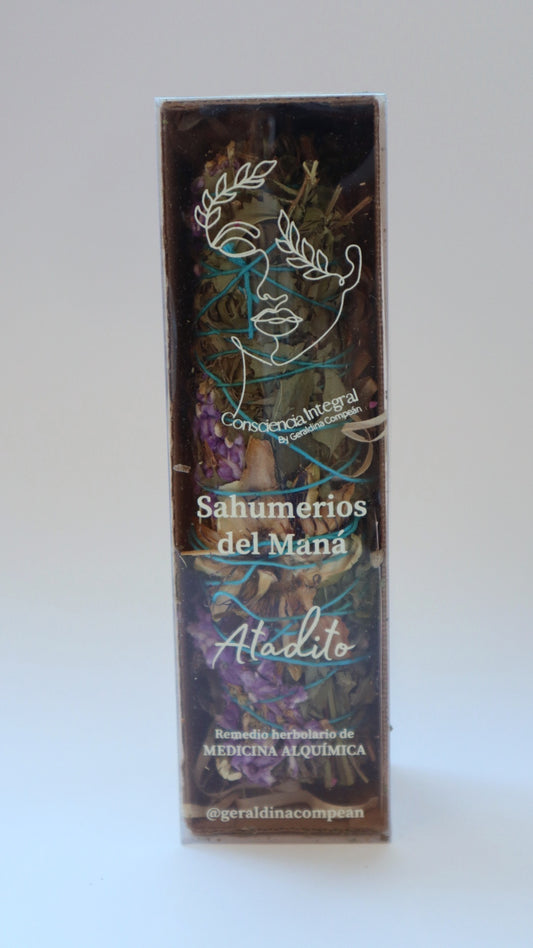 Consciencia Integral
By Geraldina Compeán
Sahumerios
del Maná
Atadito
Remedio herbolario de
MEDICINA ALQUÍMICA
@geraldinacompean